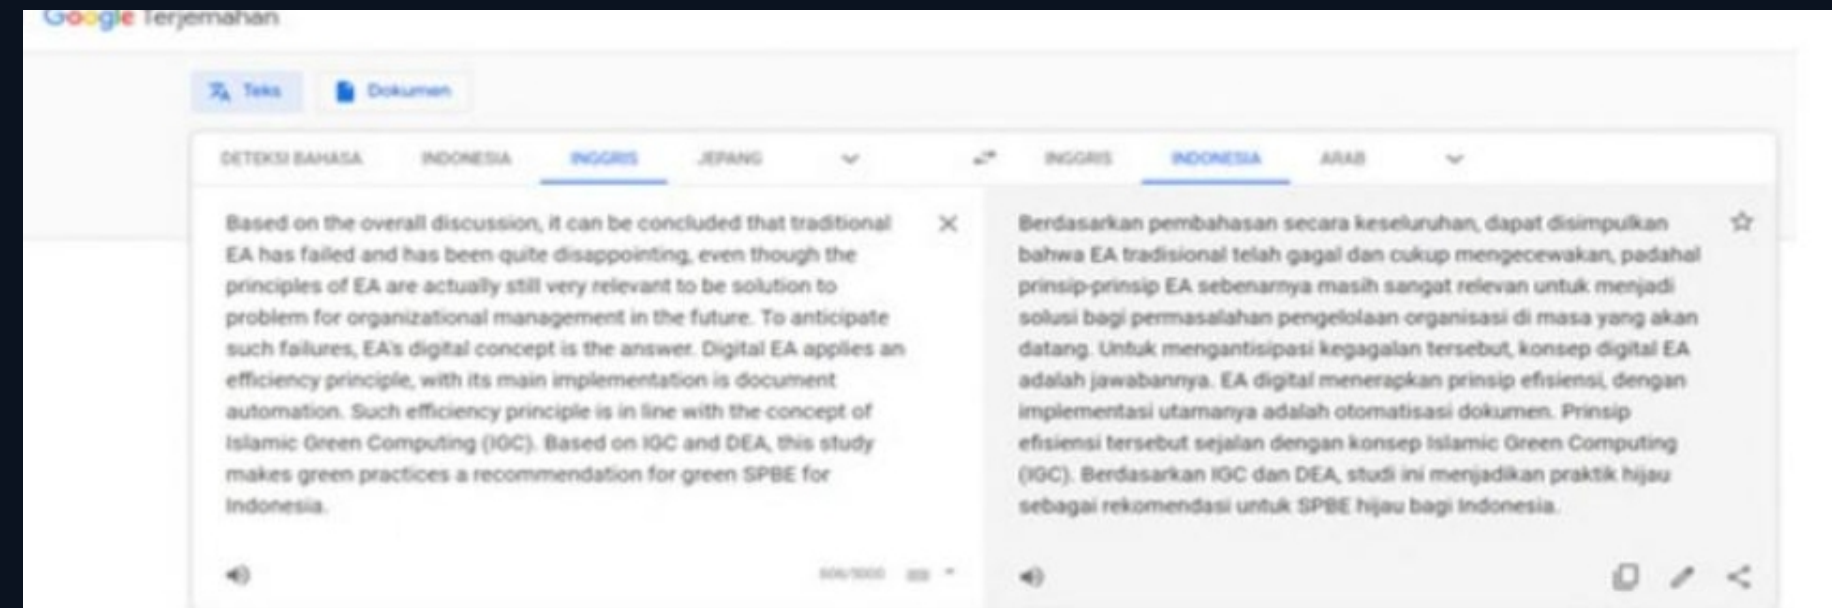 Google Terjemahan
Teks
Dokumen
DETEKSI BAHASA
INDONESIA
INGGRIS
JEPANG
INGGRIS
INDONESIA
ARAB
Based on the overall discussion, it can be concluded that traditional
EA has failed and has been quite disappointing, even though the
principles of EA are actually still very relevant to be solution to
problem for organizational management in the future. To anticipate
such failures, EA's digital concept is the answer. Digital EA applies an
efficiency principle, with its main implementation is document
automation. Such efficiency principle is in line with the concept of
Islamic Green Computing (IGC). Based on IGC and DEA, this study
makes green practices a recommendation for green SPBE for
Indonesia.
Berdasarkan pembahasan secara keseluruhan, dapat disimpulkan
bahwa EA tradisional telah gagal dan cukup mengecewakan, padahal
prinsip-prinsip EA sebenarnya masih sangat relevan untuk menjadi
solusi bagi permasalahan pengelolaan organisasi di masa yang akan
datang. Untuk mengantisipasi kegagalan tersebut, konsep digital EA
adalah jawabannya. EA digital menerapkan prinsip efisiensi, dengan
implementasi utamanya adalah otomatisasi dokumen. Prinsip
efisiensi tersebut sejalan dengan konsep Islamic Green Computing
(IGC). Berdasarkan IGC dan DEA, studi ini menjadikan praktik hijau
sebagai rekomendasi untuk SPBE hijau bagi Indonesia.